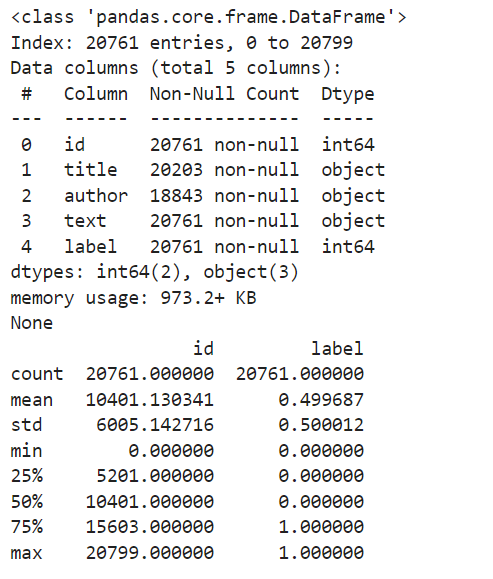 <class 'pandas.core.frame.DataFrame'>
Index: 20761 entries, 0 to 20799
Data columns (total 5 columns):
 #   Column  Non-Null Count  Dtype
---  ------  --------------  -----
 0   id      20761 non-null  int64
 1   title   20203 non-null  object
 2   author  18843 non-null  object
 3   text    20761 non-null  object
 4   label   20761 non-null  int64
dtypes: int64(2), object(3)
memory usage: 973.2+ KB
None
                 id         label
count  20761.000000  20761.000000
mean   10401.130341      0.499687
std     6005.142716      0.500012
min        0.000000      0.000000
25%     5201.000000      0.000000
50%    10401.000000      0.000000
75%    15603.000000      1.000000
max    20799.000000      1.000000